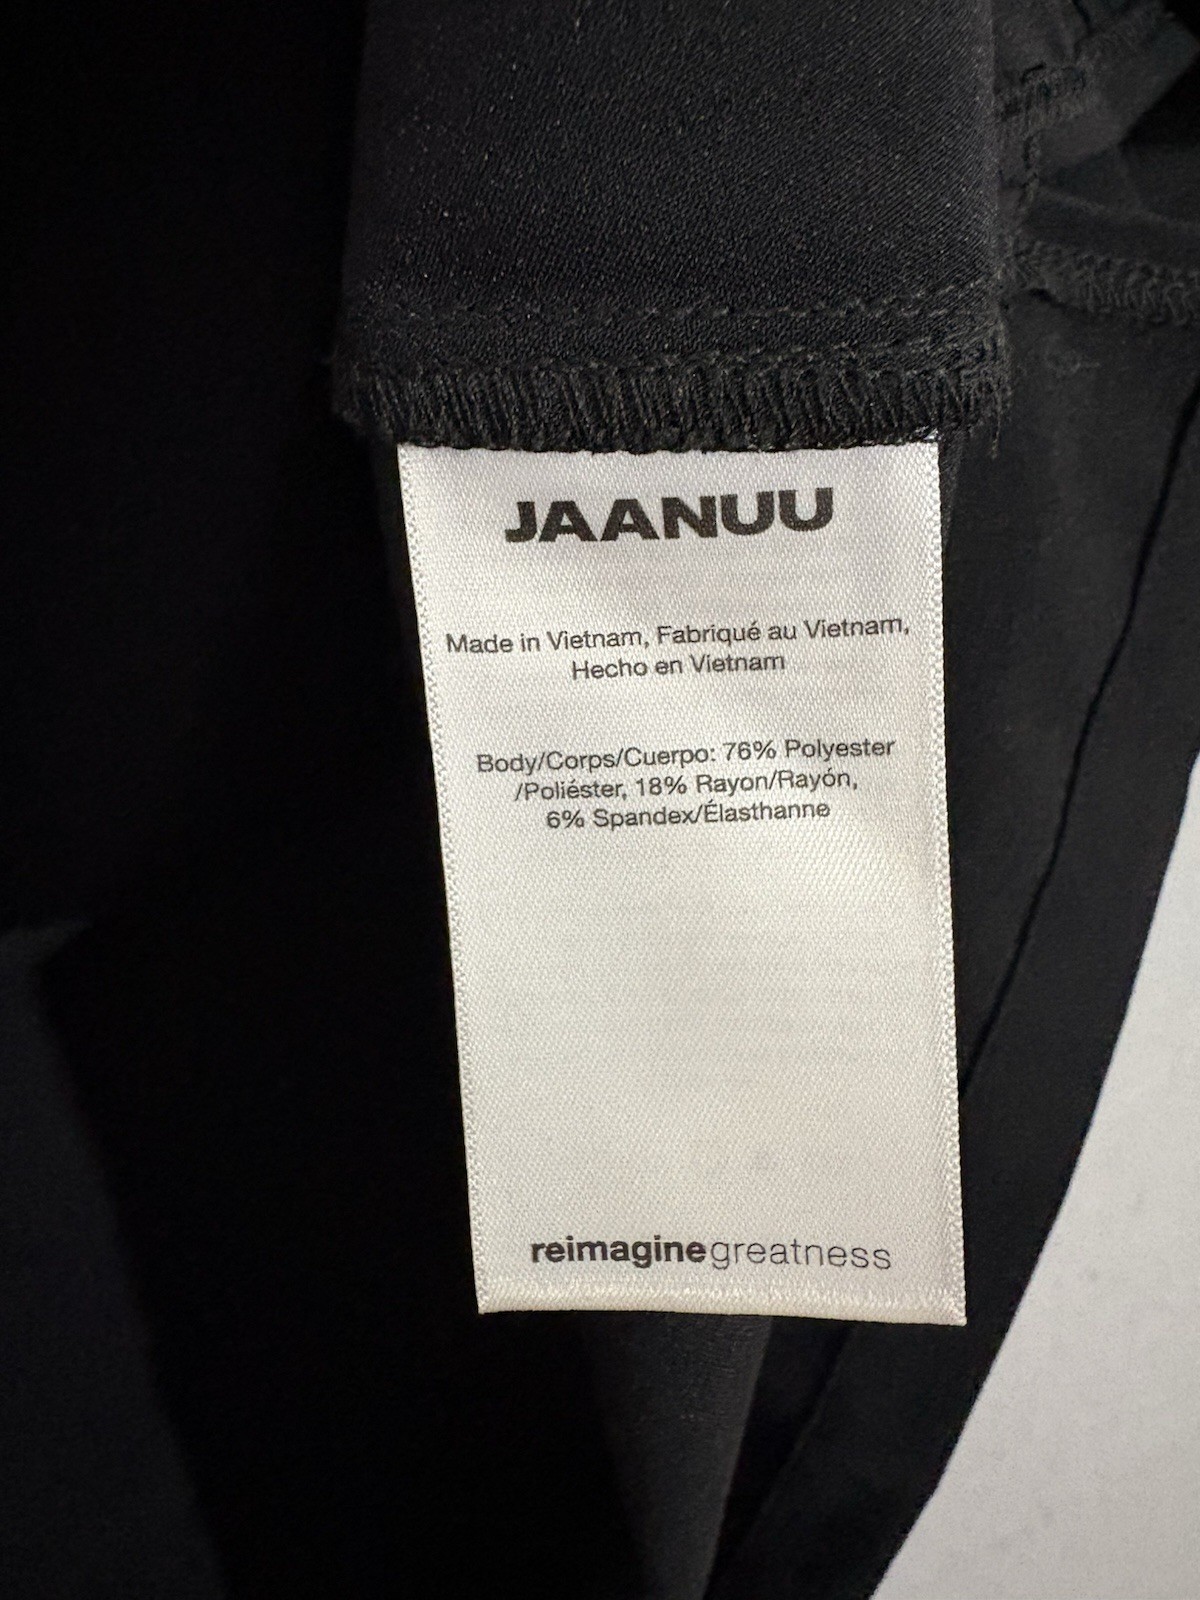 JAANUU
Made in Vietnam, Fabriqué au Vietnam,
Hecho en Vietnam
Body/Corps/Cuerpo: 76% Polyester
/Poliéster, 18% Rayon/Rayón,
6% Spandex/Élasthanne
reimaginegreatness